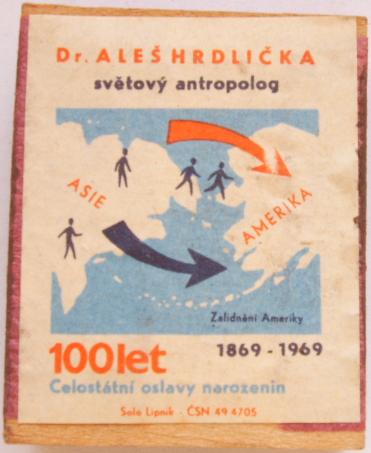 Dr. ALEŠ HRDLIČKA
světový antropolog
ASIE
AMERIKA
Zalidnění Ameriky
100 let
1869 - 1969
Celostátní oslavy narozenin
Solo Lipník · ČSN 49 4705